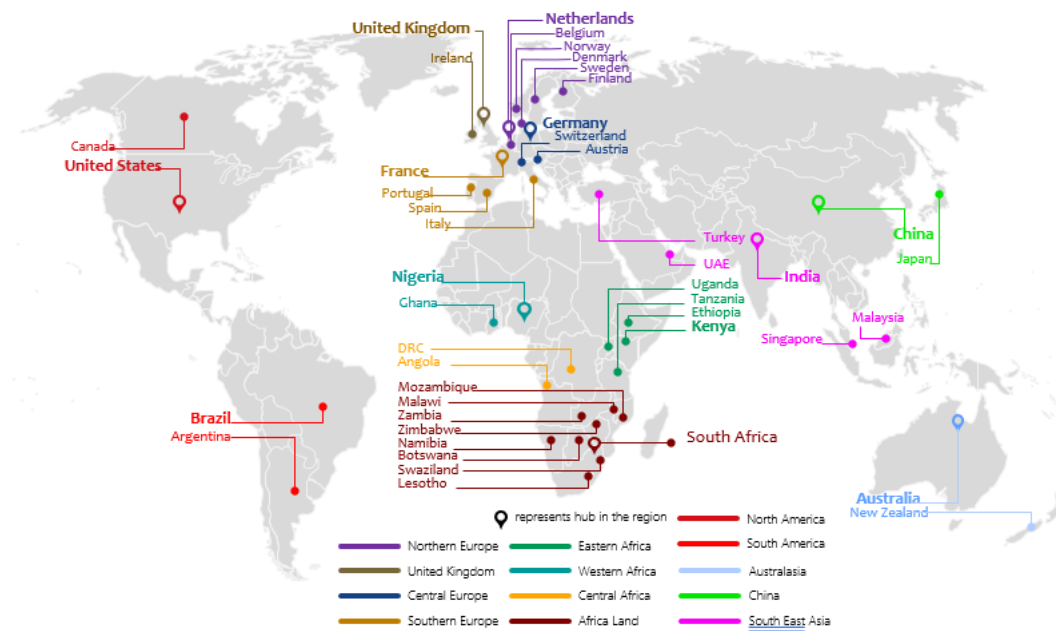 Netherlands
United Kingdom
Belgium
Norway
Ireland
Denmark
Sweden
Finland
Germany
Switzerland
Austria
Canada
United States
France
Portugal
Spain
Italy
Turkey
China
UAE
Japan
Nigeria
India
Uganda
Ghana
Tanzania
Ethiopia
Malaysia
Kenya
Singapore
DRC
Angola
Mozambique
Malawi
Brazil
Zambia
Zimbabwe
Argentina
South Africa
Namibia
Botswana
Swaziland
Lesotho
Australia
New Zealand
represents hub in the region
North America
Northern Europe
Eastern Africa
South America
United Kingdom
Western Africa
Australasia
Central Europe
Central Africa
China
Southern Europe
Africa Land
South East Asia